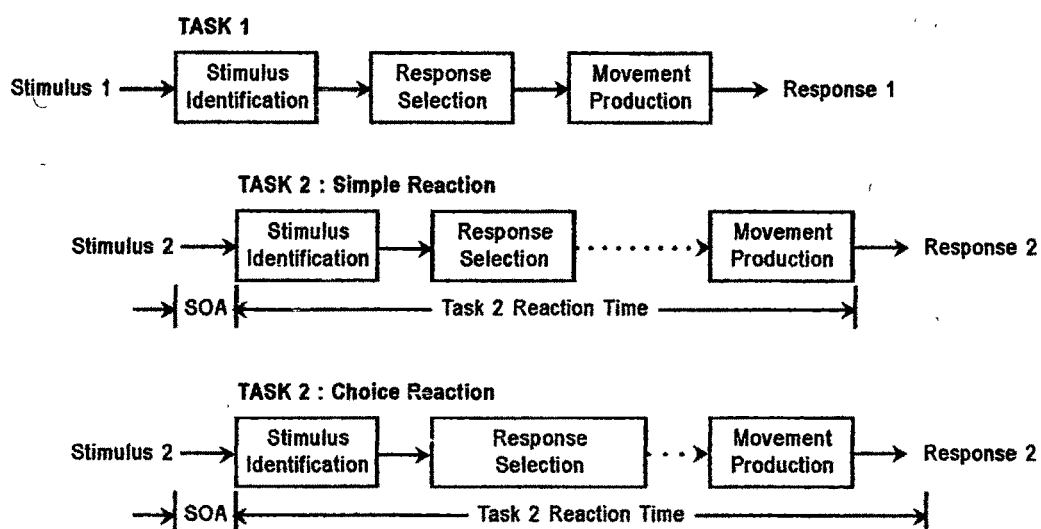 TASK 1
Stimulus 1
Stimulus
Identification
Response
Selection
Movement
Production
Response 1
TASK 2 : Simple Reaction
Stimulus 2
Stimulus
Identification
Response
Selection
Movement
Production
Response 2
SOA
Task 2 Reaction Time
TASK 2 : Choice Reaction
Stimulus 2
Stimulus
Identification
Response
Selection
Movement
Production
Response 2
SOA
Task 2 Reaction Time